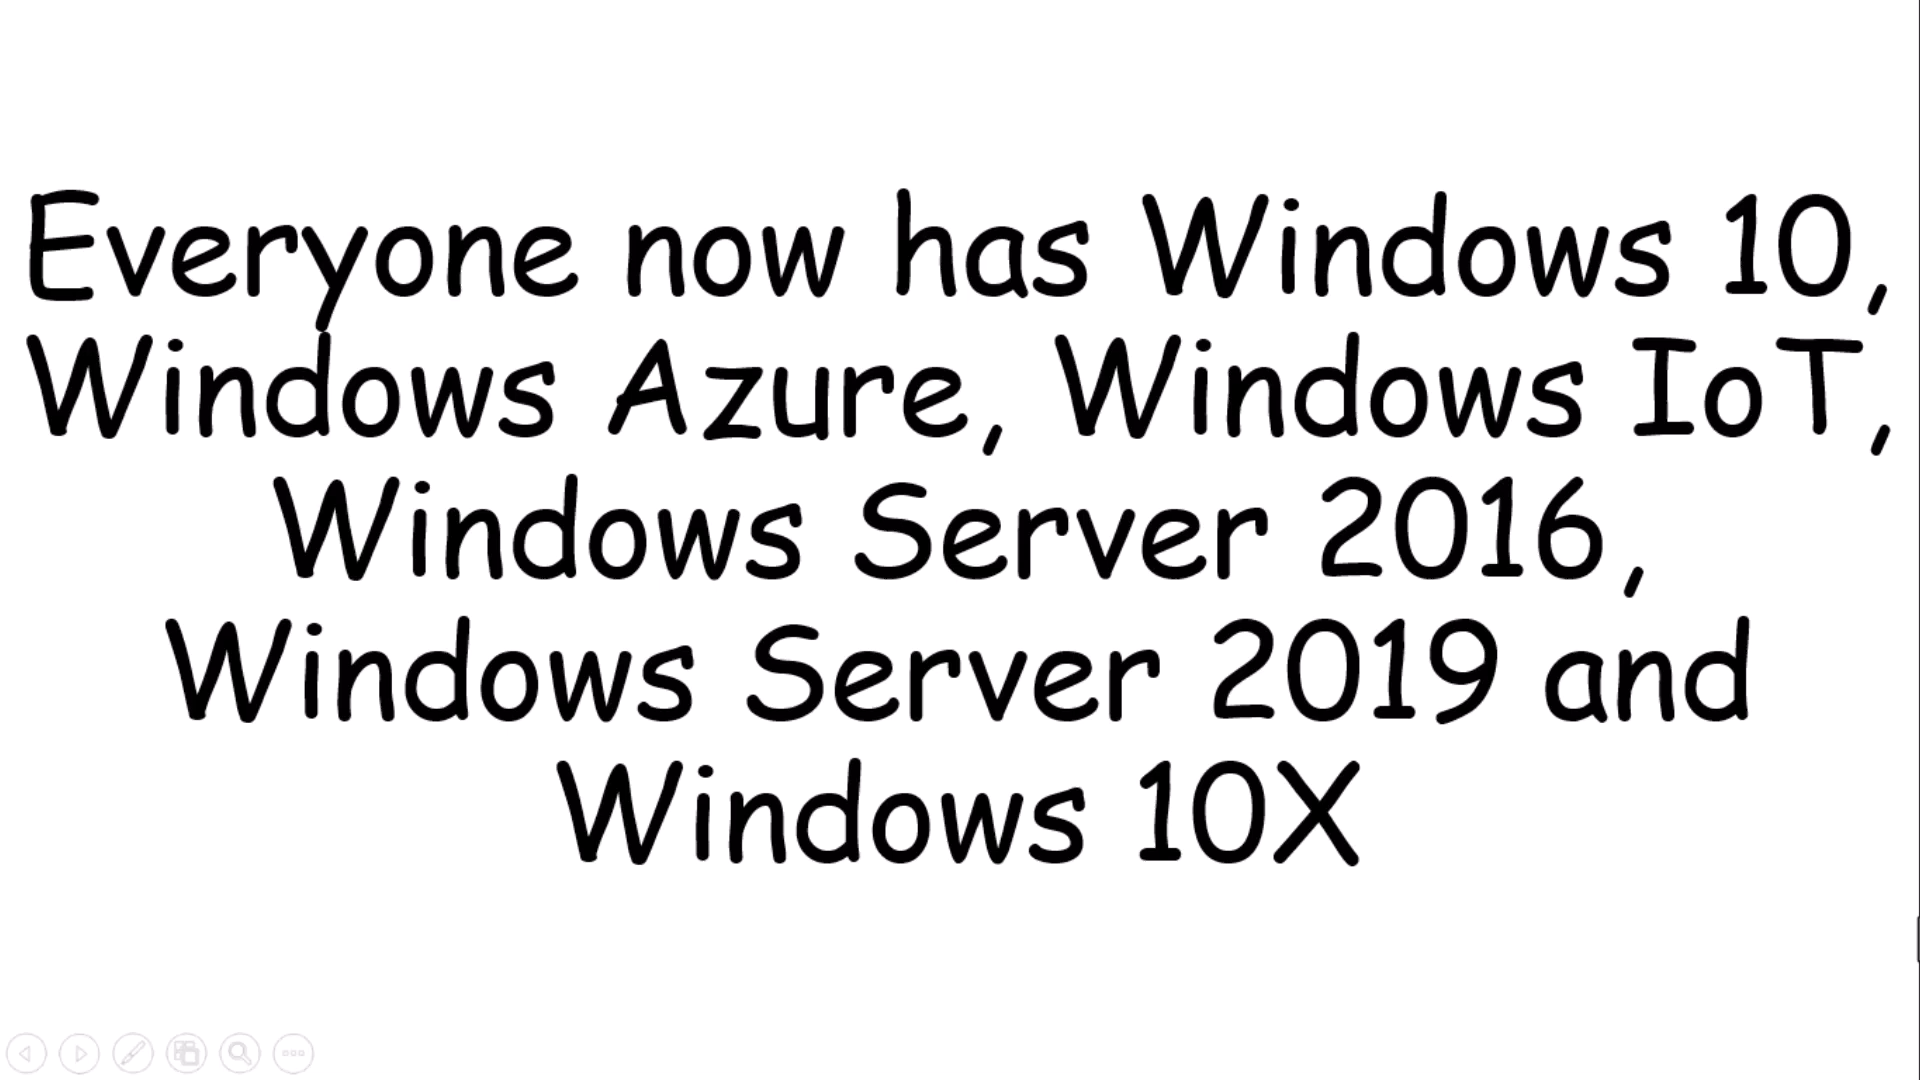 Everyone now has Windows 10,
Windows Azure, Windows IoT,
Windows Server 2016,
Windows Server 2019 and
Windows 10X